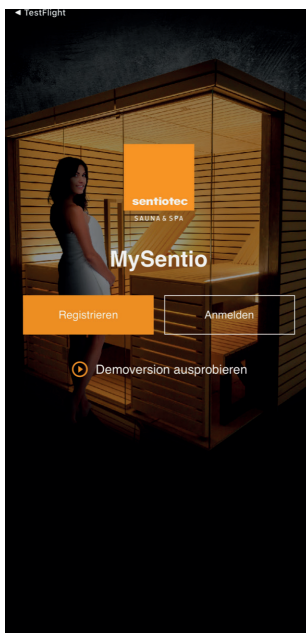 ◀ TestFlight
sentiotec
SAUNA & SPA
MySentio
Registrieren
Anmelden
Demoversion ausprobieren